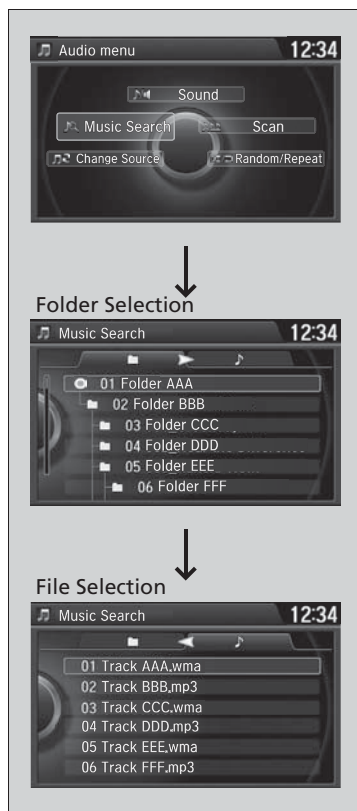 Audio menu 12:34
Sound
Music Search Scan
Change Source Random/Repeat
Folder Selection
Music Search 12:34
01 Folder AAA
02 Folder BBB
03 Folder CCC
04 Folder DDD
05 Folder EEE
06 Folder FFF
File Selection
Music Search 12:34
01 Track AAA.wma
02 Track BBB.mp3
03 Track CCC.wma
04 Track DDD.mp3
05 Track EEE.wma
06 Track FFF.mp3